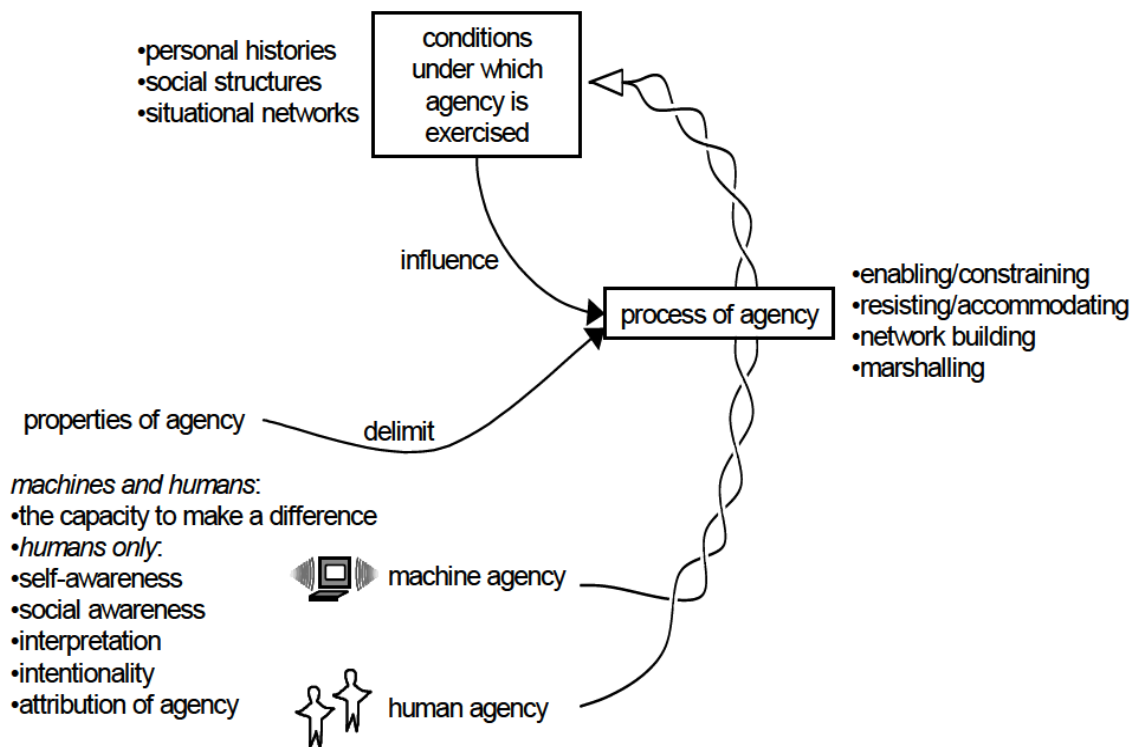 •personal histories
•social structures
•situational networks
conditions
under which
agency is
exercised
influence
process of agency
•enabling/constraining
•resisting/accommodating
•network building
•marshalling
properties of agency
delimit
machines and humans:
•the capacity to make a difference
•humans only:
•self-awareness
•social awareness
•interpretation
•intentionality
•attribution of agency
machine agency
human agency